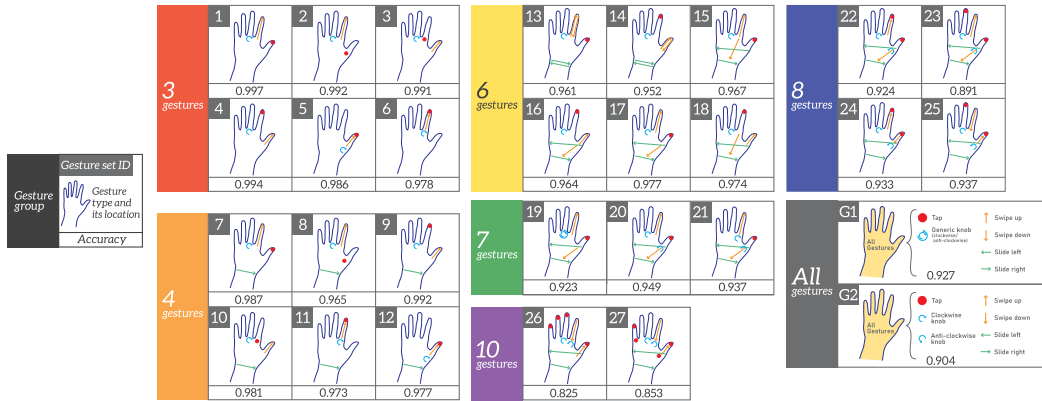 Gesture group
Gesture set ID
Gesture type and its location
Accuracy
3 gestures
1
2
3
0.997
0.992
0.991
4
5
6
0.994
0.986
0.978
4 gestures
7
8
9
0.987
0.965
0.992
10
11
12
0.981
0.973
0.977
6 gestures
13
14
15
0.961
0.952
0.967
16
17
18
0.964
0.977
0.974
7 gestures
19
20
21
0.923
0.949
0.937
10 gestures
26
27
0.825
0.853
8 gestures
22
23
0.924
0.891
24
25
0.933
0.937
All gestures
G1
All Gestures
Tap
Generic knob
(clockwise/
anti-clockwise)
Swipe up
Swipe down
Slide left
Slide right
0.927
G2
All Gestures
Tap
Clockwise knob
Anti-clockwise knob
Swipe up
Swipe down
Slide left
Slide right
0.904